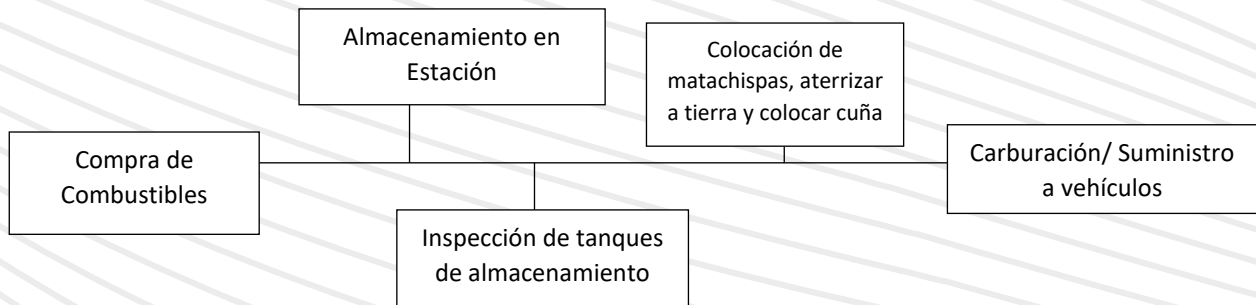 Almacenamiento en
Estación
Colocación de
matachispas, aterrizar
a tierra y colocar cuña
Compra de
Combustibles
Carburación/ Suministro
a vehículos
Inspección de tanques
de almacenamiento